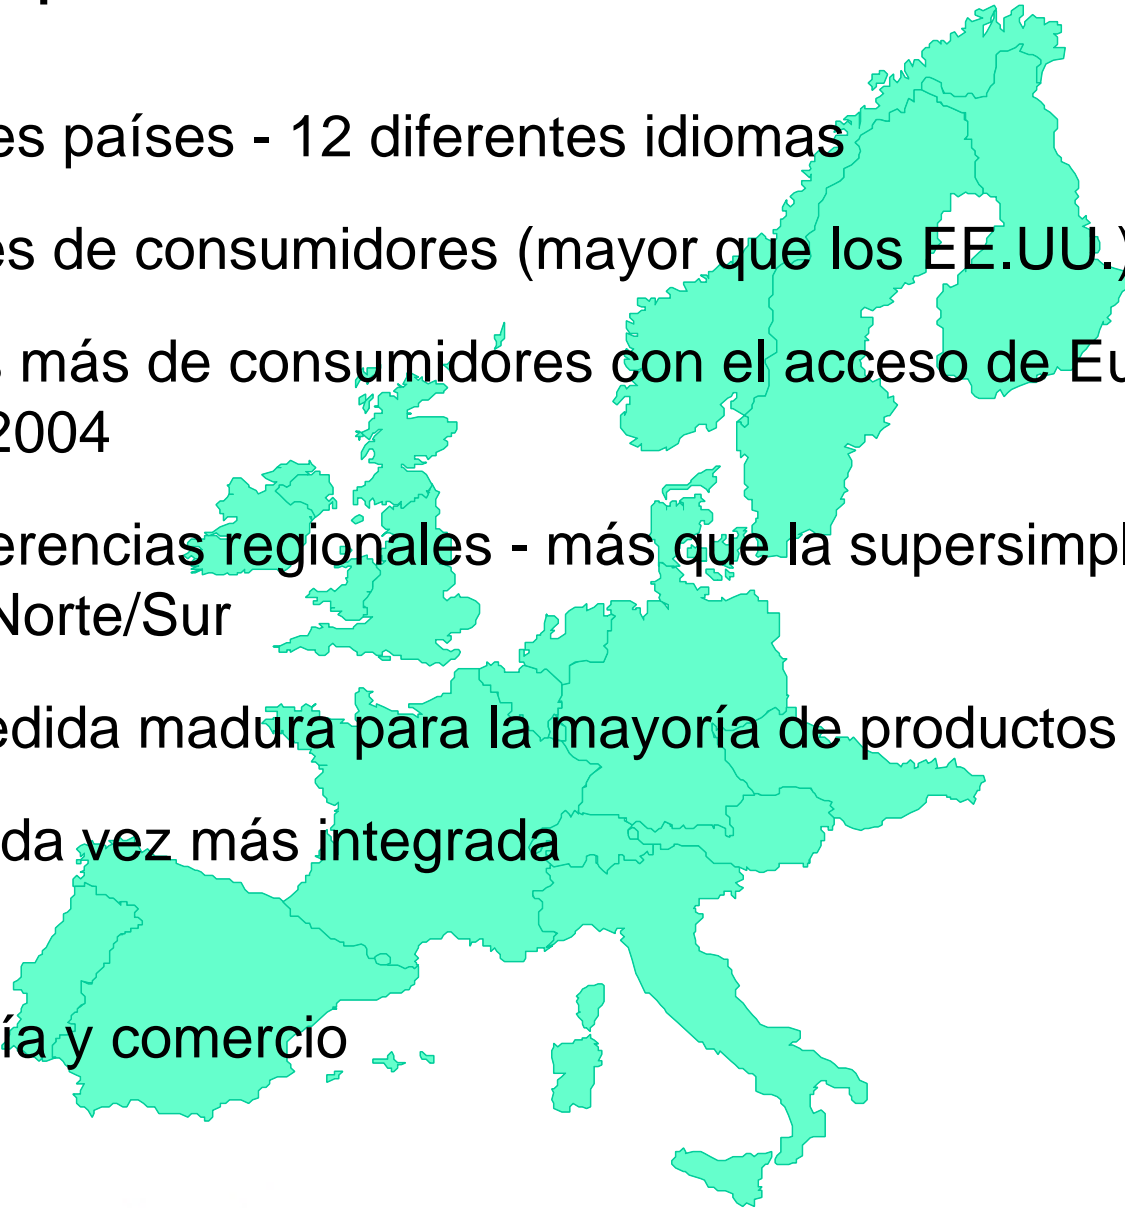 es países - 12 diferentes idiomas
es de consumidores (mayor que los EE.UU.)
s más de consumidores con el acceso de Eu
2004
erencias regionales - más que la supersimpl
Norte/Sur
edida madura para la mayoría de productos
da vez más integrada
ía y comercio